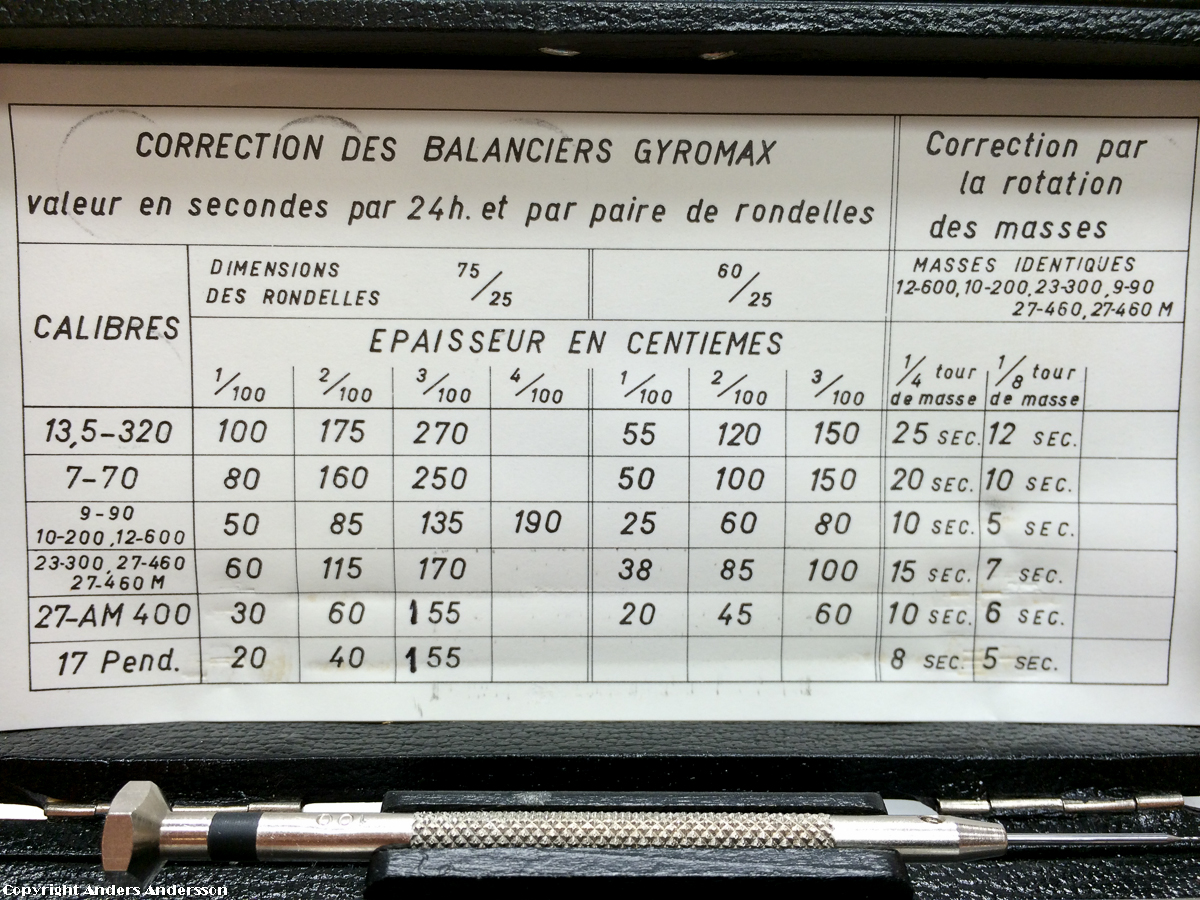 CORRECTION DES BALANCIERS GYROMAX
valeur en secondes par 24h. et par paire de rondelles
Correction par
la rotation
des masses
CALIBRES
DIMENSIONS
DES RONDELLES
75/25
60/25
MASSES IDENTIQUES
12-600, 10-200, 23-300, 9-90
27-460, 27-460 M
EPAISSEUR EN CENTIEMES
1/100 2/100 3/100 4/100 1/100 2/100 3/100
1/4 tour
de masse
1/8 tour
de masse
13,5-320 100 175 270 55 120 150 25 SEC. 12 SEC.
7-70 80 160 250 50 100 150 20 SEC. 10 SEC.
9-90
10-200, 12-600 50 85 135 190 25 60 80 10 SEC. 5 SEC.
23-300, 27-460
27-460 M 60 115 170 38 85 100 15 SEC. 7 SEC.
27-AM 400 30 60 155 20 45 60 10 SEC. 6 SEC.
17 Pend. 20 40 155 8 SEC. 5 SEC.
Copyright Anders Andersson